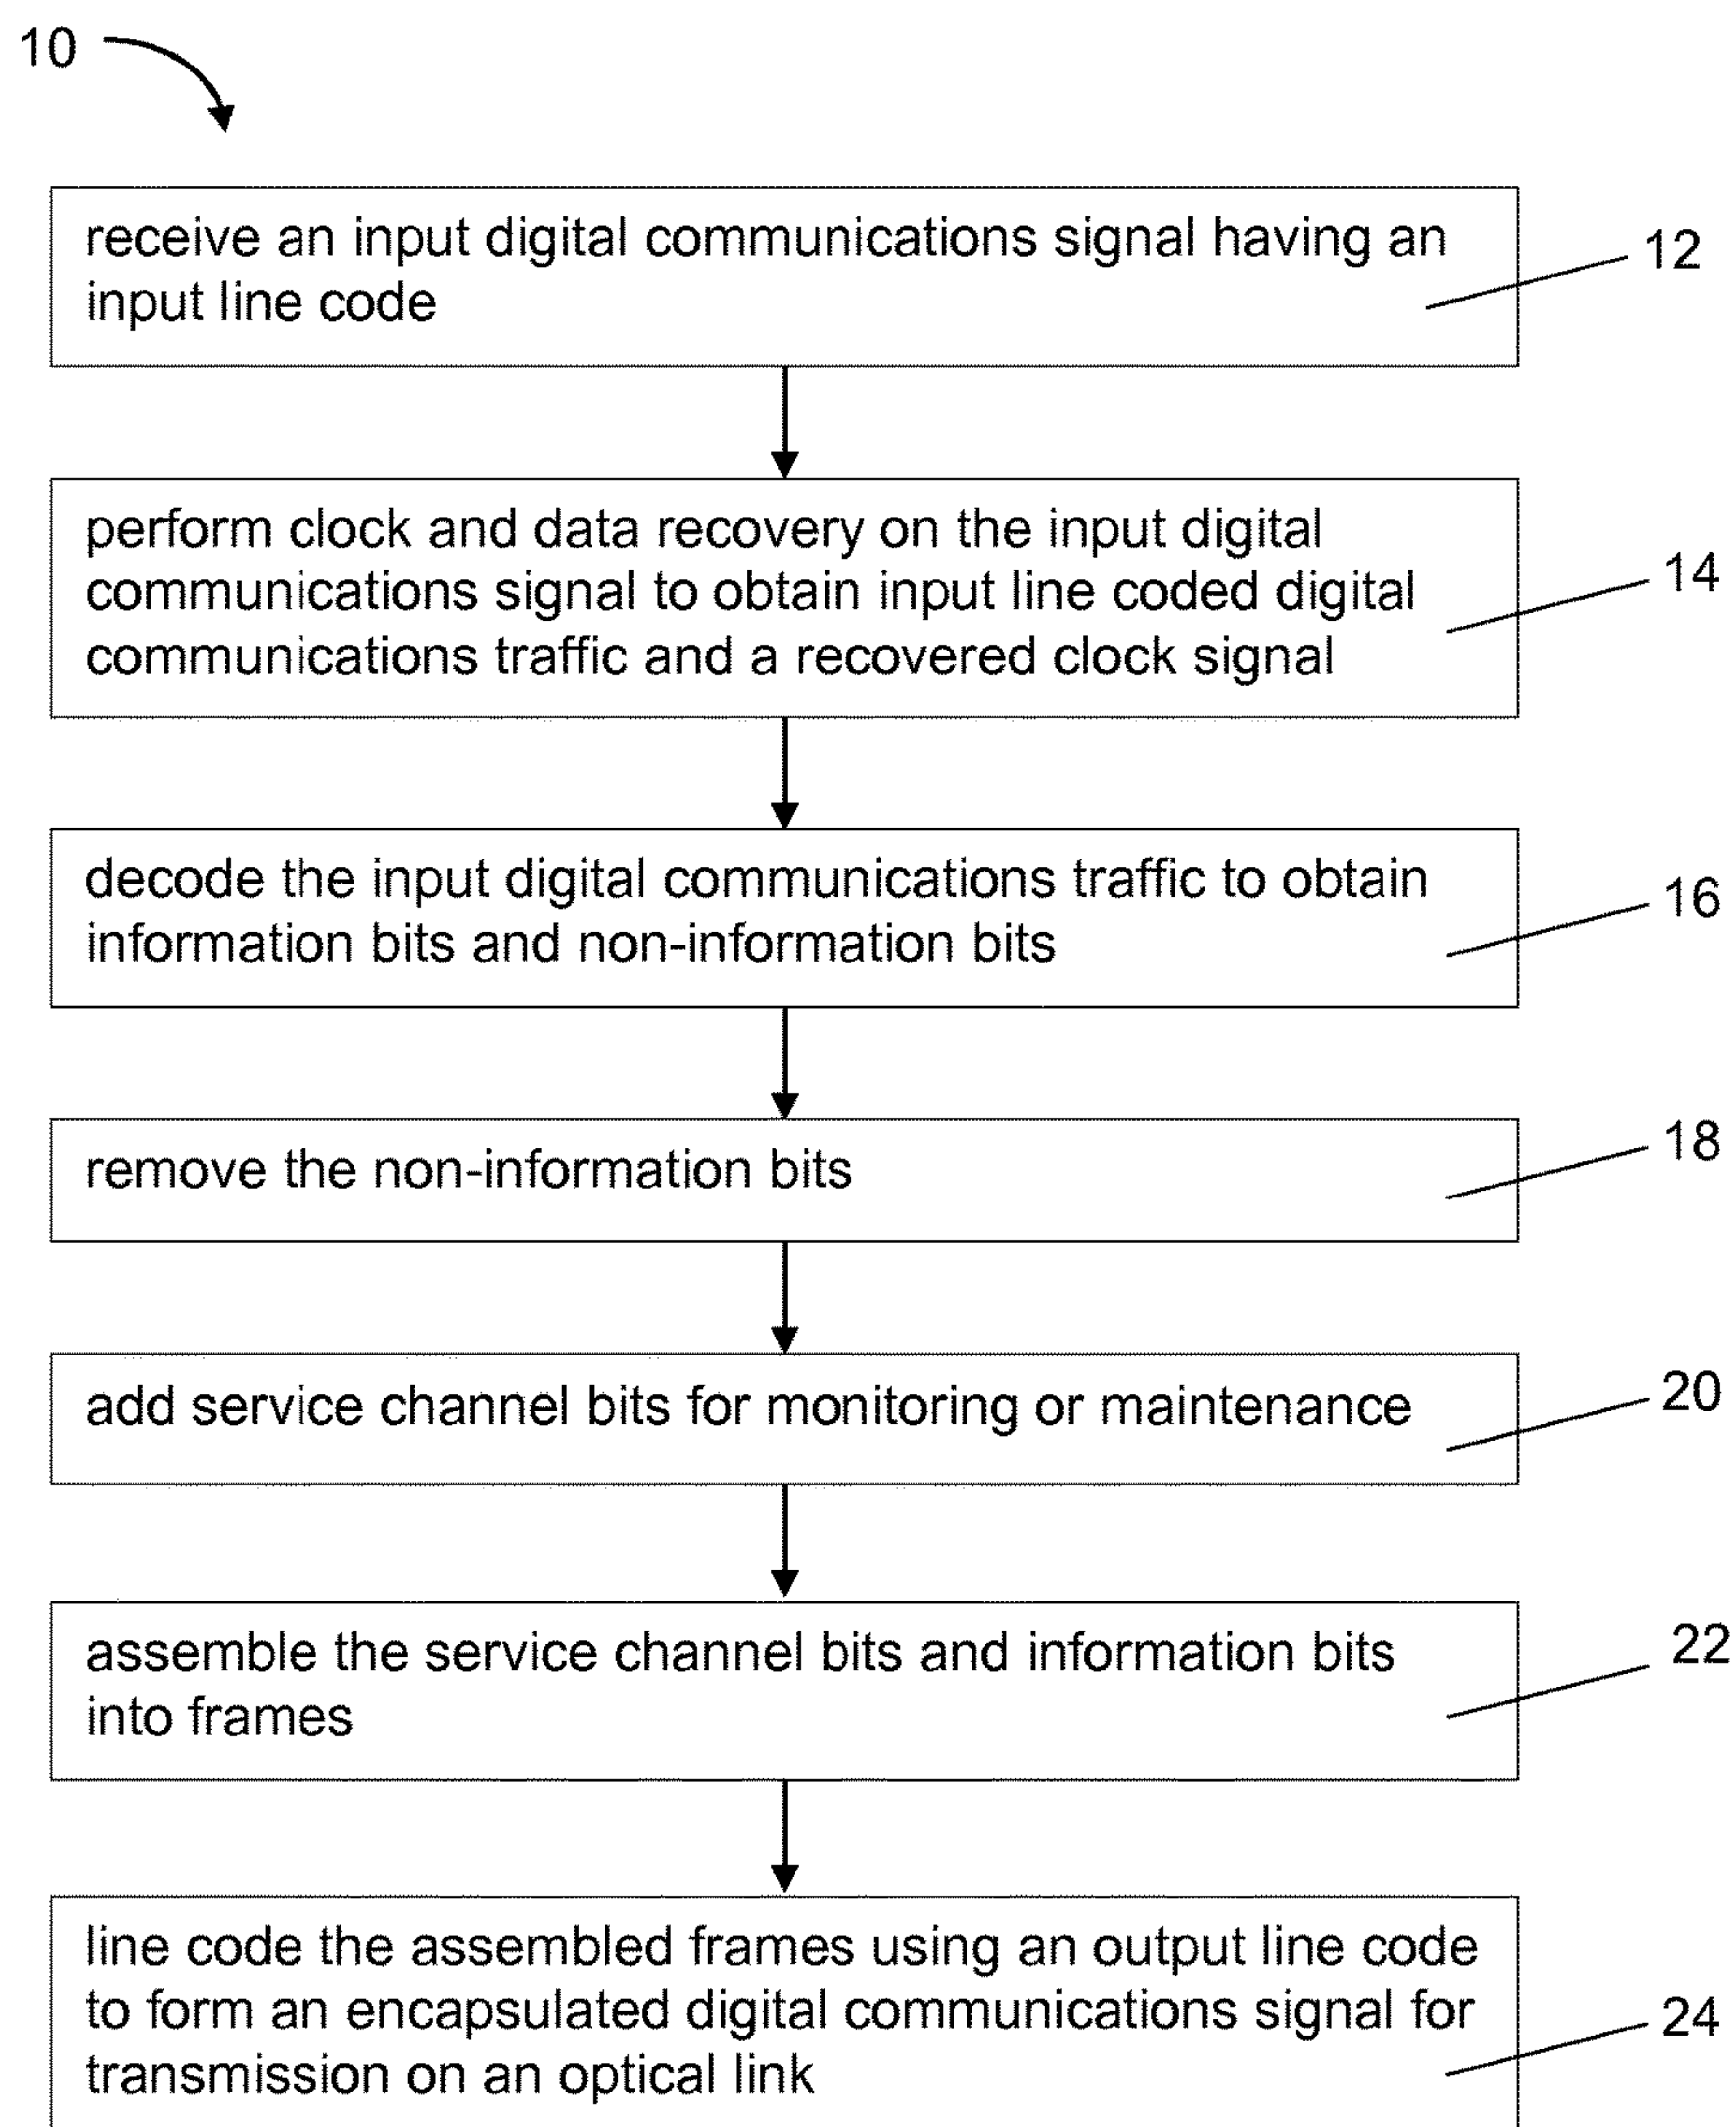 10
receive an input digital communications signal having an
input line code
12
perform clock and data recovery on the input digital
communications signal to obtain input line coded digital
communications traffic and a recovered clock signal
14
decode the input digital communications traffic to obtain
information bits and non-information bits
16
remove the non-information bits
18
add service channel bits for monitoring or maintenance
20
assemble the service channel bits and information bits
into frames
22
line code the assembled frames using an output line code
to form an encapsulated digital communications signal for
transmission on an optical link
24